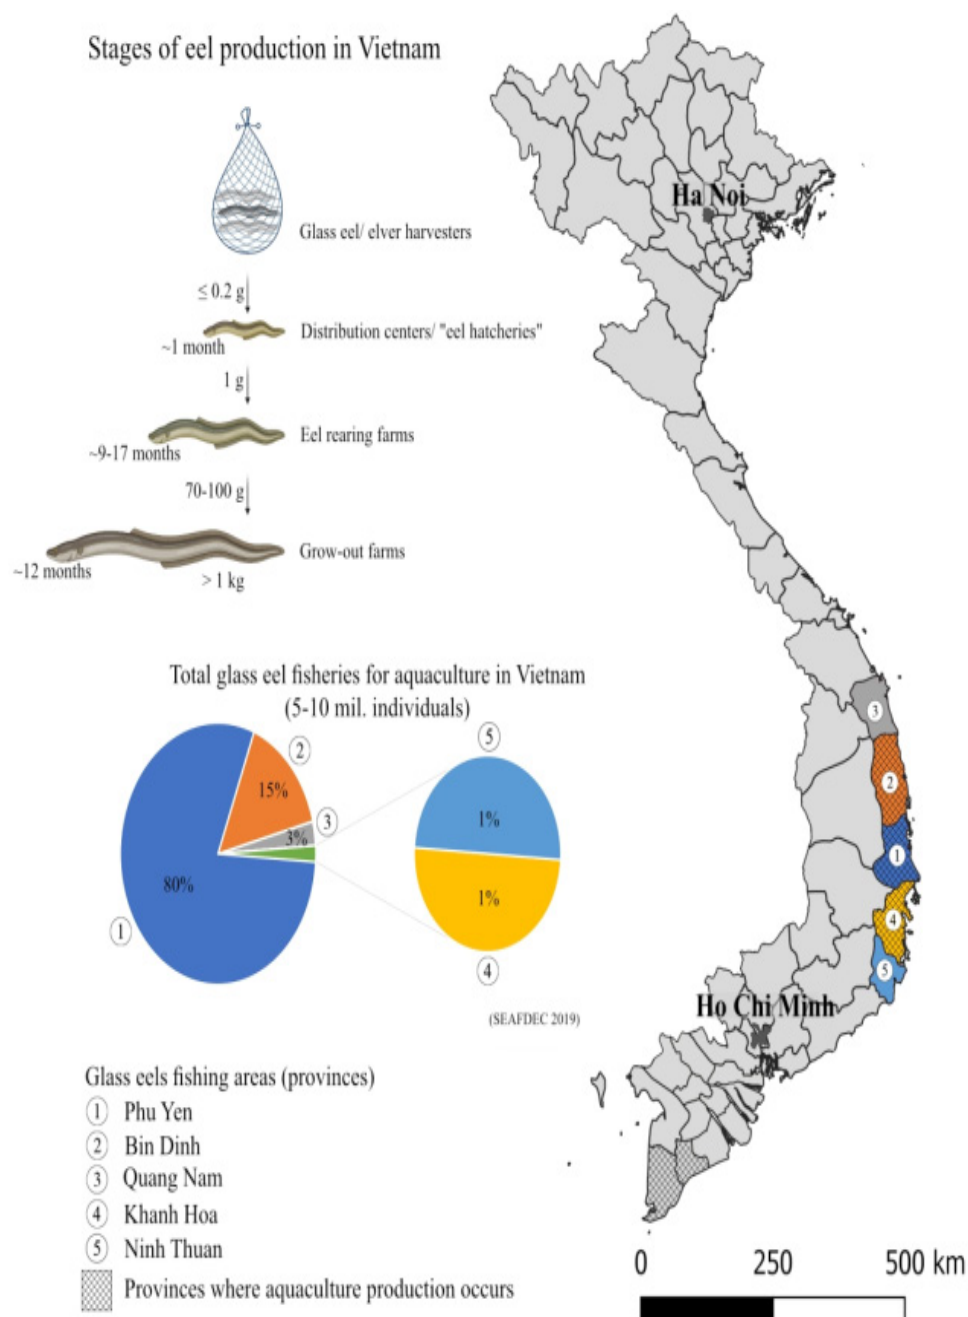 Stages of eel production in Vietnam
Glass eel/ elver harvesters
≤ 0.2 g
Distribution centers/ "eel hatcheries"
~1 month
1 g
Eel rearing farms
~9-17 months
70-100 g
Grow-out farms
~12 months
> 1 kg
Total glass eel fisheries for aquaculture in Vietnam
(5-10 mil. individuals)
5
2
15%
3
3%
1%
80%
1%
1
4
(SEAFDEC 2019)
Glass eels fishing areas (provinces)
1 Phu Yen
2 Bin Dinh
3 Quang Nam
4 Khanh Hoa
5 Ninh Thuan
Provinces where aquaculture production occurs
Ha Noi
3
2
1
4
5
Ho Chi Minh
0 250 500 km